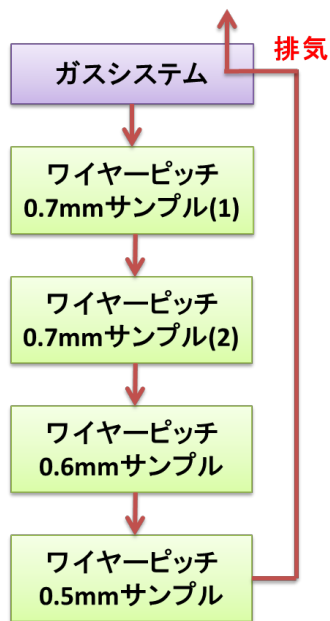 排気
ガスシステム
ワイヤーピッチ
0.7mmサンプル(1)
ワイヤーピッチ
0.7mmサンプル(2)
ワイヤーピッチ
0.6mmサンプル
ワイヤーピッチ
0.5mmサンプル